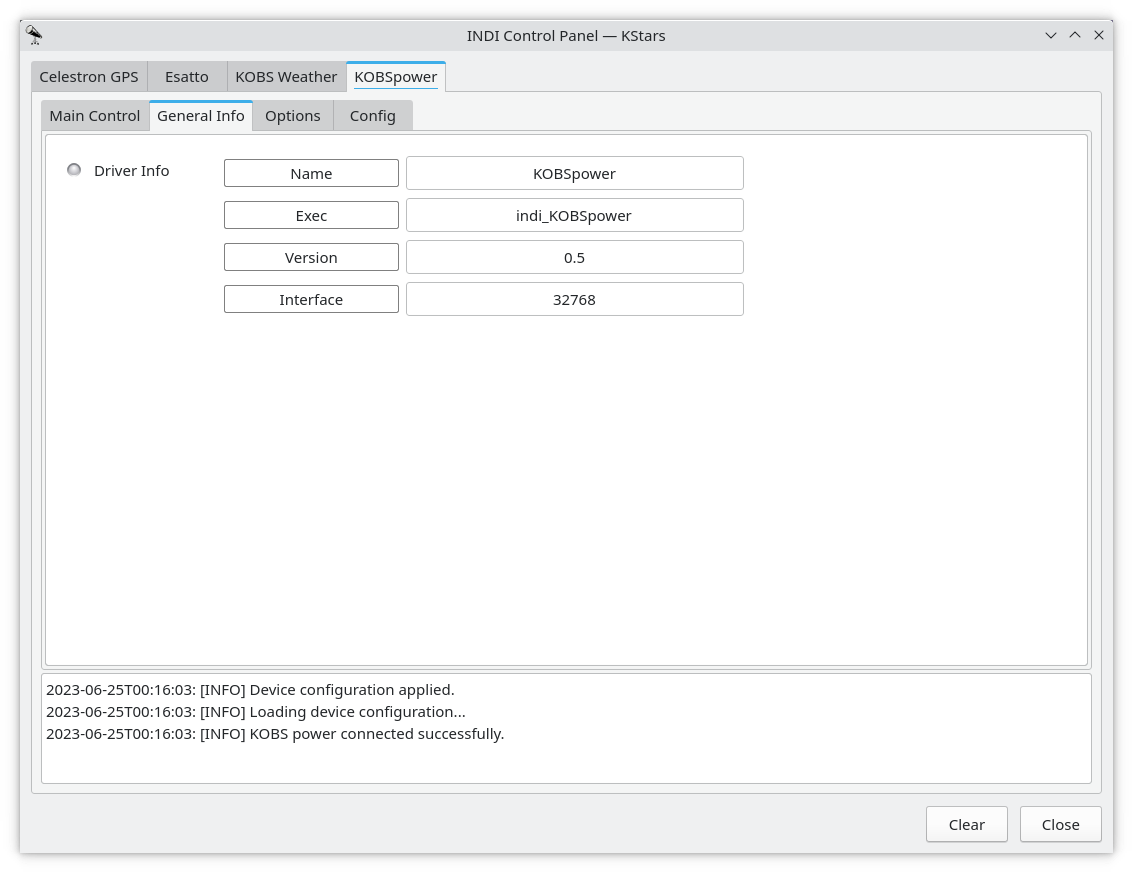 INDI Control Panel — KStars
Celestron GPS Esatto KOBS Weather KOBSpower
Main Control General Info Options Config
Driver Info Name KOBSpower
Exec indi_KOBSpower
Version 0.5
Interface 32768
2023-06-25T00:16:03: [INFO] Device configuration applied.
2023-06-25T00:16:03: [INFO] Loading device configuration...
2023-06-25T00:16:03: [INFO] KOBS power connected successfully.
Clear Close